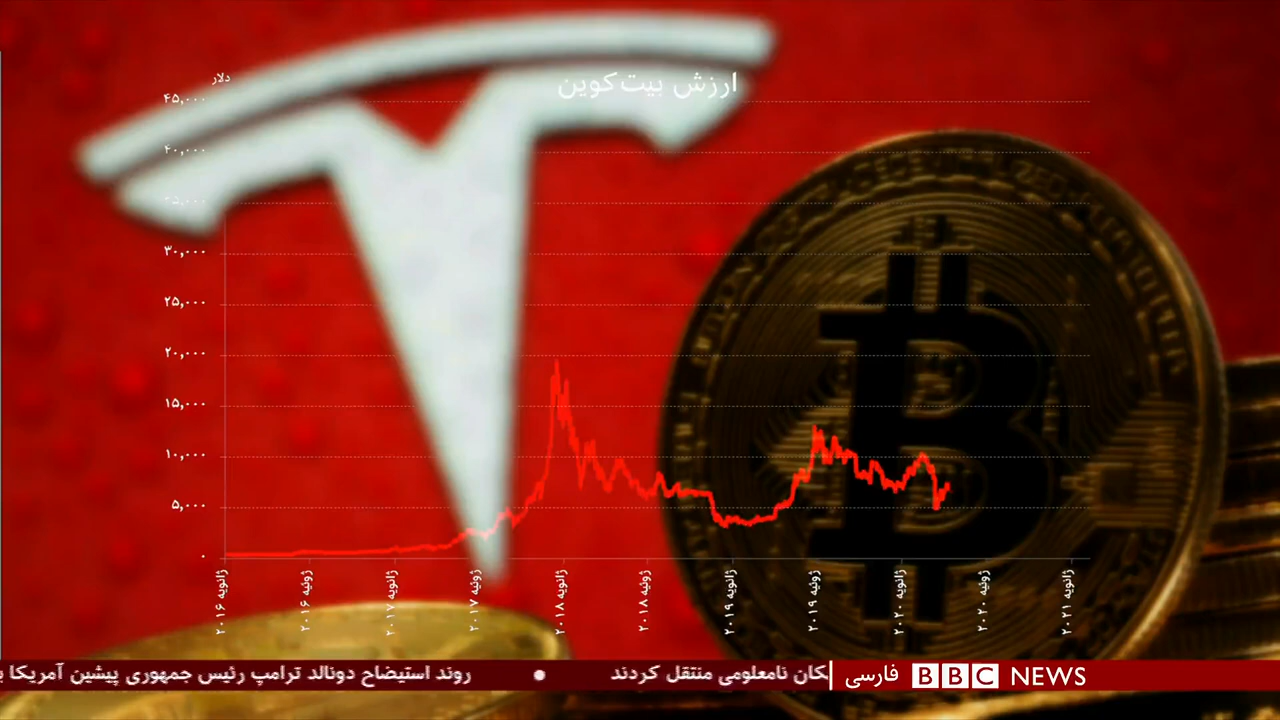 ارزش بیت‌کوین
دلار
۴۵,۰۰۰
۴۰,۰۰۰
۳۵,۰۰۰
۳۰,۰۰۰
۲۵,۰۰۰
۲۰,۰۰۰
۱۵,۰۰۰
۱۰,۰۰۰
۵,۰۰۰
۰
ژانویه ۲۰۱۶
ژوئیه ۲۰۱۶
ژانویه ۲۰۱۷
ژوئیه ۲۰۱۷
ژانویه ۲۰۱۸
ژوئیه ۲۰۱۸
ژانویه ۲۰۱۹
ژوئیه ۲۰۱۹
ژانویه ۲۰۲۰
ژوئیه ۲۰۲۰
ژانویه ۲۰۲۱
BBC NEWS فارسی
کان نامعلومی منتقل کردند ● روند استیضاح دونالد ترامپ رئیس جمهوری پیشین آمریکا